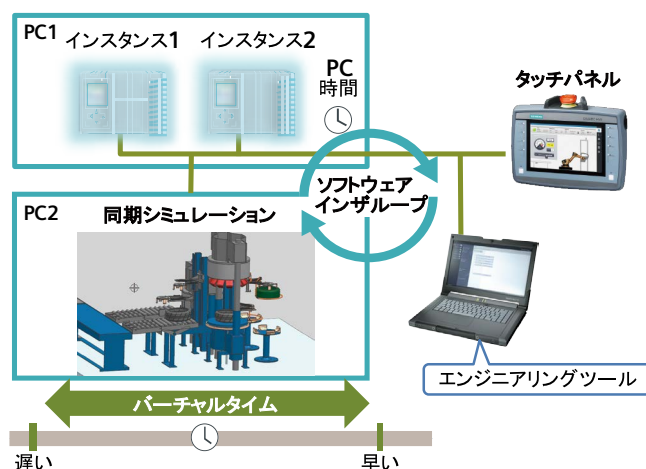 PC1
インスタンス1
インスタンス2
PC
時間
タッチパネル
ソフトウェア
インザループ
PC2
同期シミュレーション
エンジニアリングツール
バーチャルタイム
遅い
早い